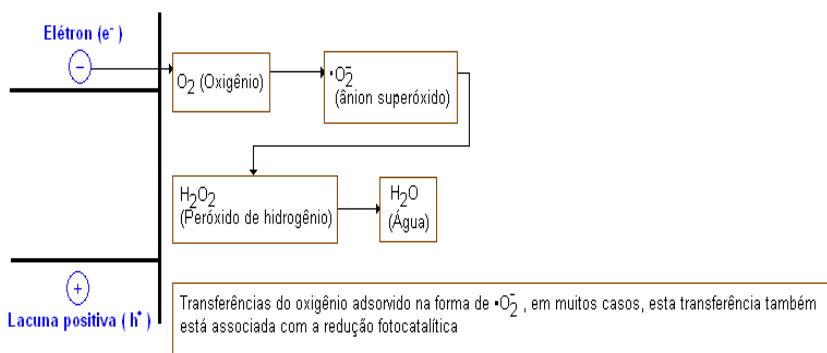 Elétron (e⁻)
−
O₂ (Oxigênio)
•O₂⁻
(ânion superóxido)
H₂O₂
(Peróxido de hidrogênio)
H₂O
(Água)
+
Lacuna positiva ( h⁺ )
Transferências do oxigênio adsorvido na forma de •O₂⁻ , em muitos casos, esta transferência também
está associada com a redução fotocatalítica